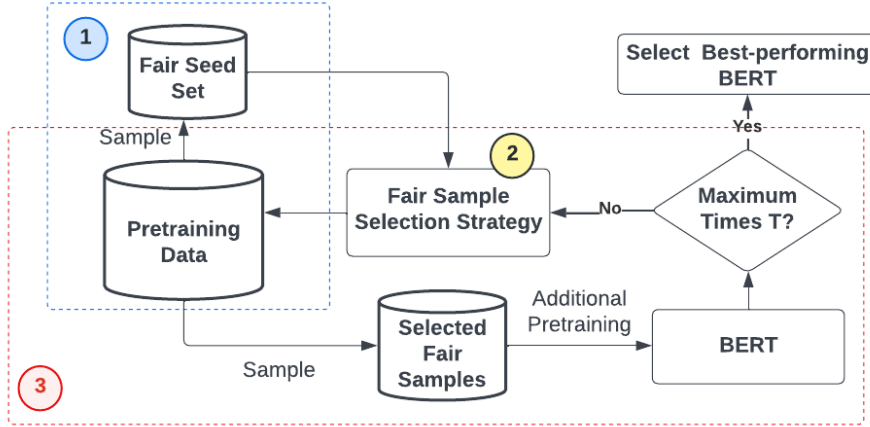 1
Fair Seed
Set
Select Best-performing
BERT
Sample
Yes
2
Pretraining
Data
Fair Sample
Selection Strategy
No
Maximum
Times T?
Selected
Fair
Samples
Additional
Pretraining
BERT
Sample
3